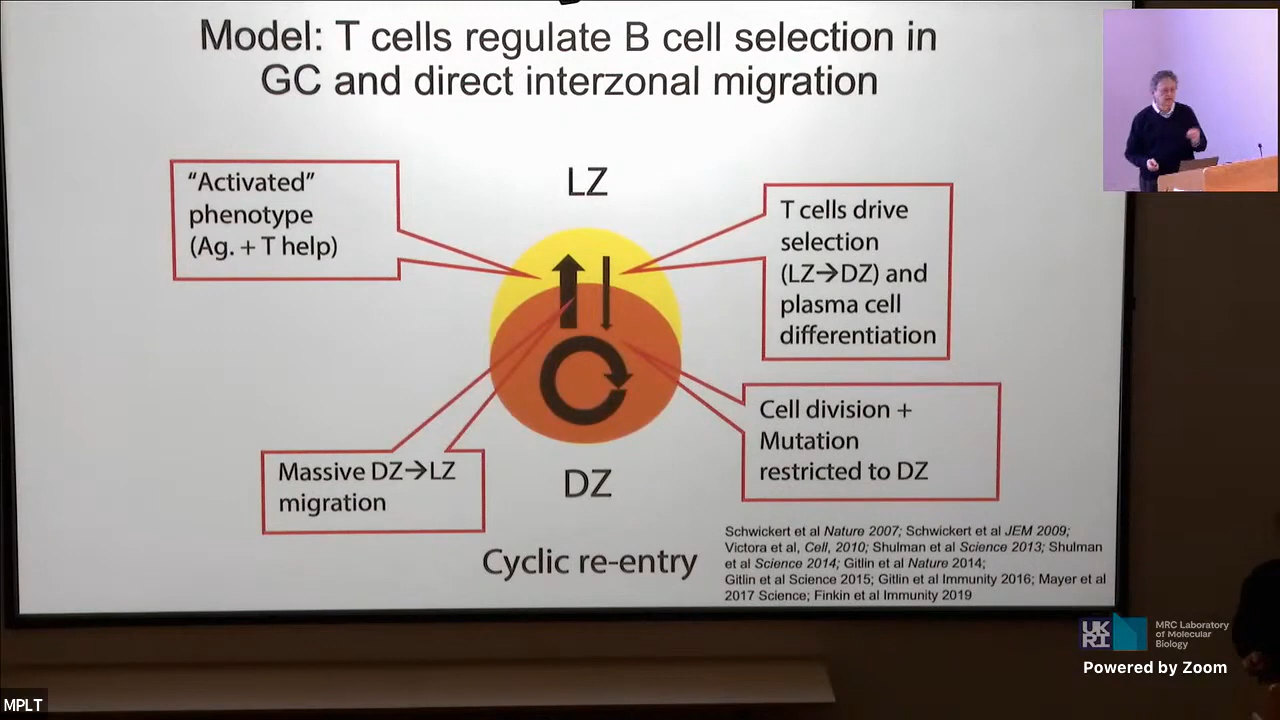 Model: T cells regulate B cell selection in
GC and direct interzonal migration
LZ
“Activated”
phenotype
(Ag. + T help)
T cells drive
selection
(LZ→DZ) and
plasma cell
differentiation
Massive DZ→LZ
migration
Cell division +
Mutation
restricted to DZ
DZ
Cyclic re-entry
Schwickert et al Nature 2007; Schwickert et al JEM 2009;
Victora et al, Cell, 2010; Shulman et al Science 2013; Shulman
et al Science 2014; Gitlin et al Nature 2014;
Gitlin et al Science 2015; Gitlin et al Immunity 2016; Mayer et al
2017 Science; Finkin et al Immunity 2019
UK
RI
MRC Laboratory
of Molecular
Biology
Powered by Zoom
MPLT